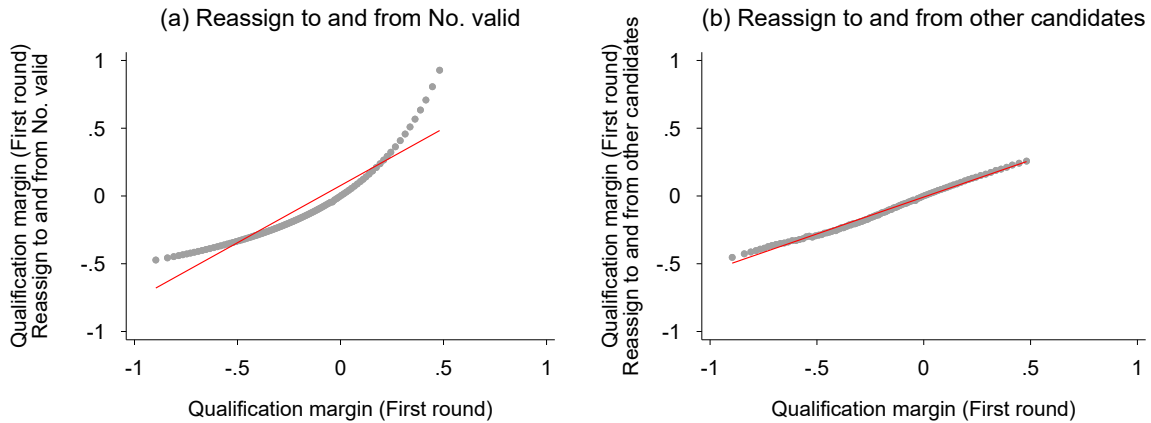 (a) Reassign to and from No. valid
Qualification margin (First round)
Reassign to and from No. valid
1
.5
0
-.5
-1
-1
-.5
0
.5
1
Qualification margin (First round)
(b) Reassign to and from other candidates
Qualification margin (First round)
Reassign to and from other candidates
1
.5
0
-.5
-1
-1
-.5
0
.5
1
Qualification margin (First round)